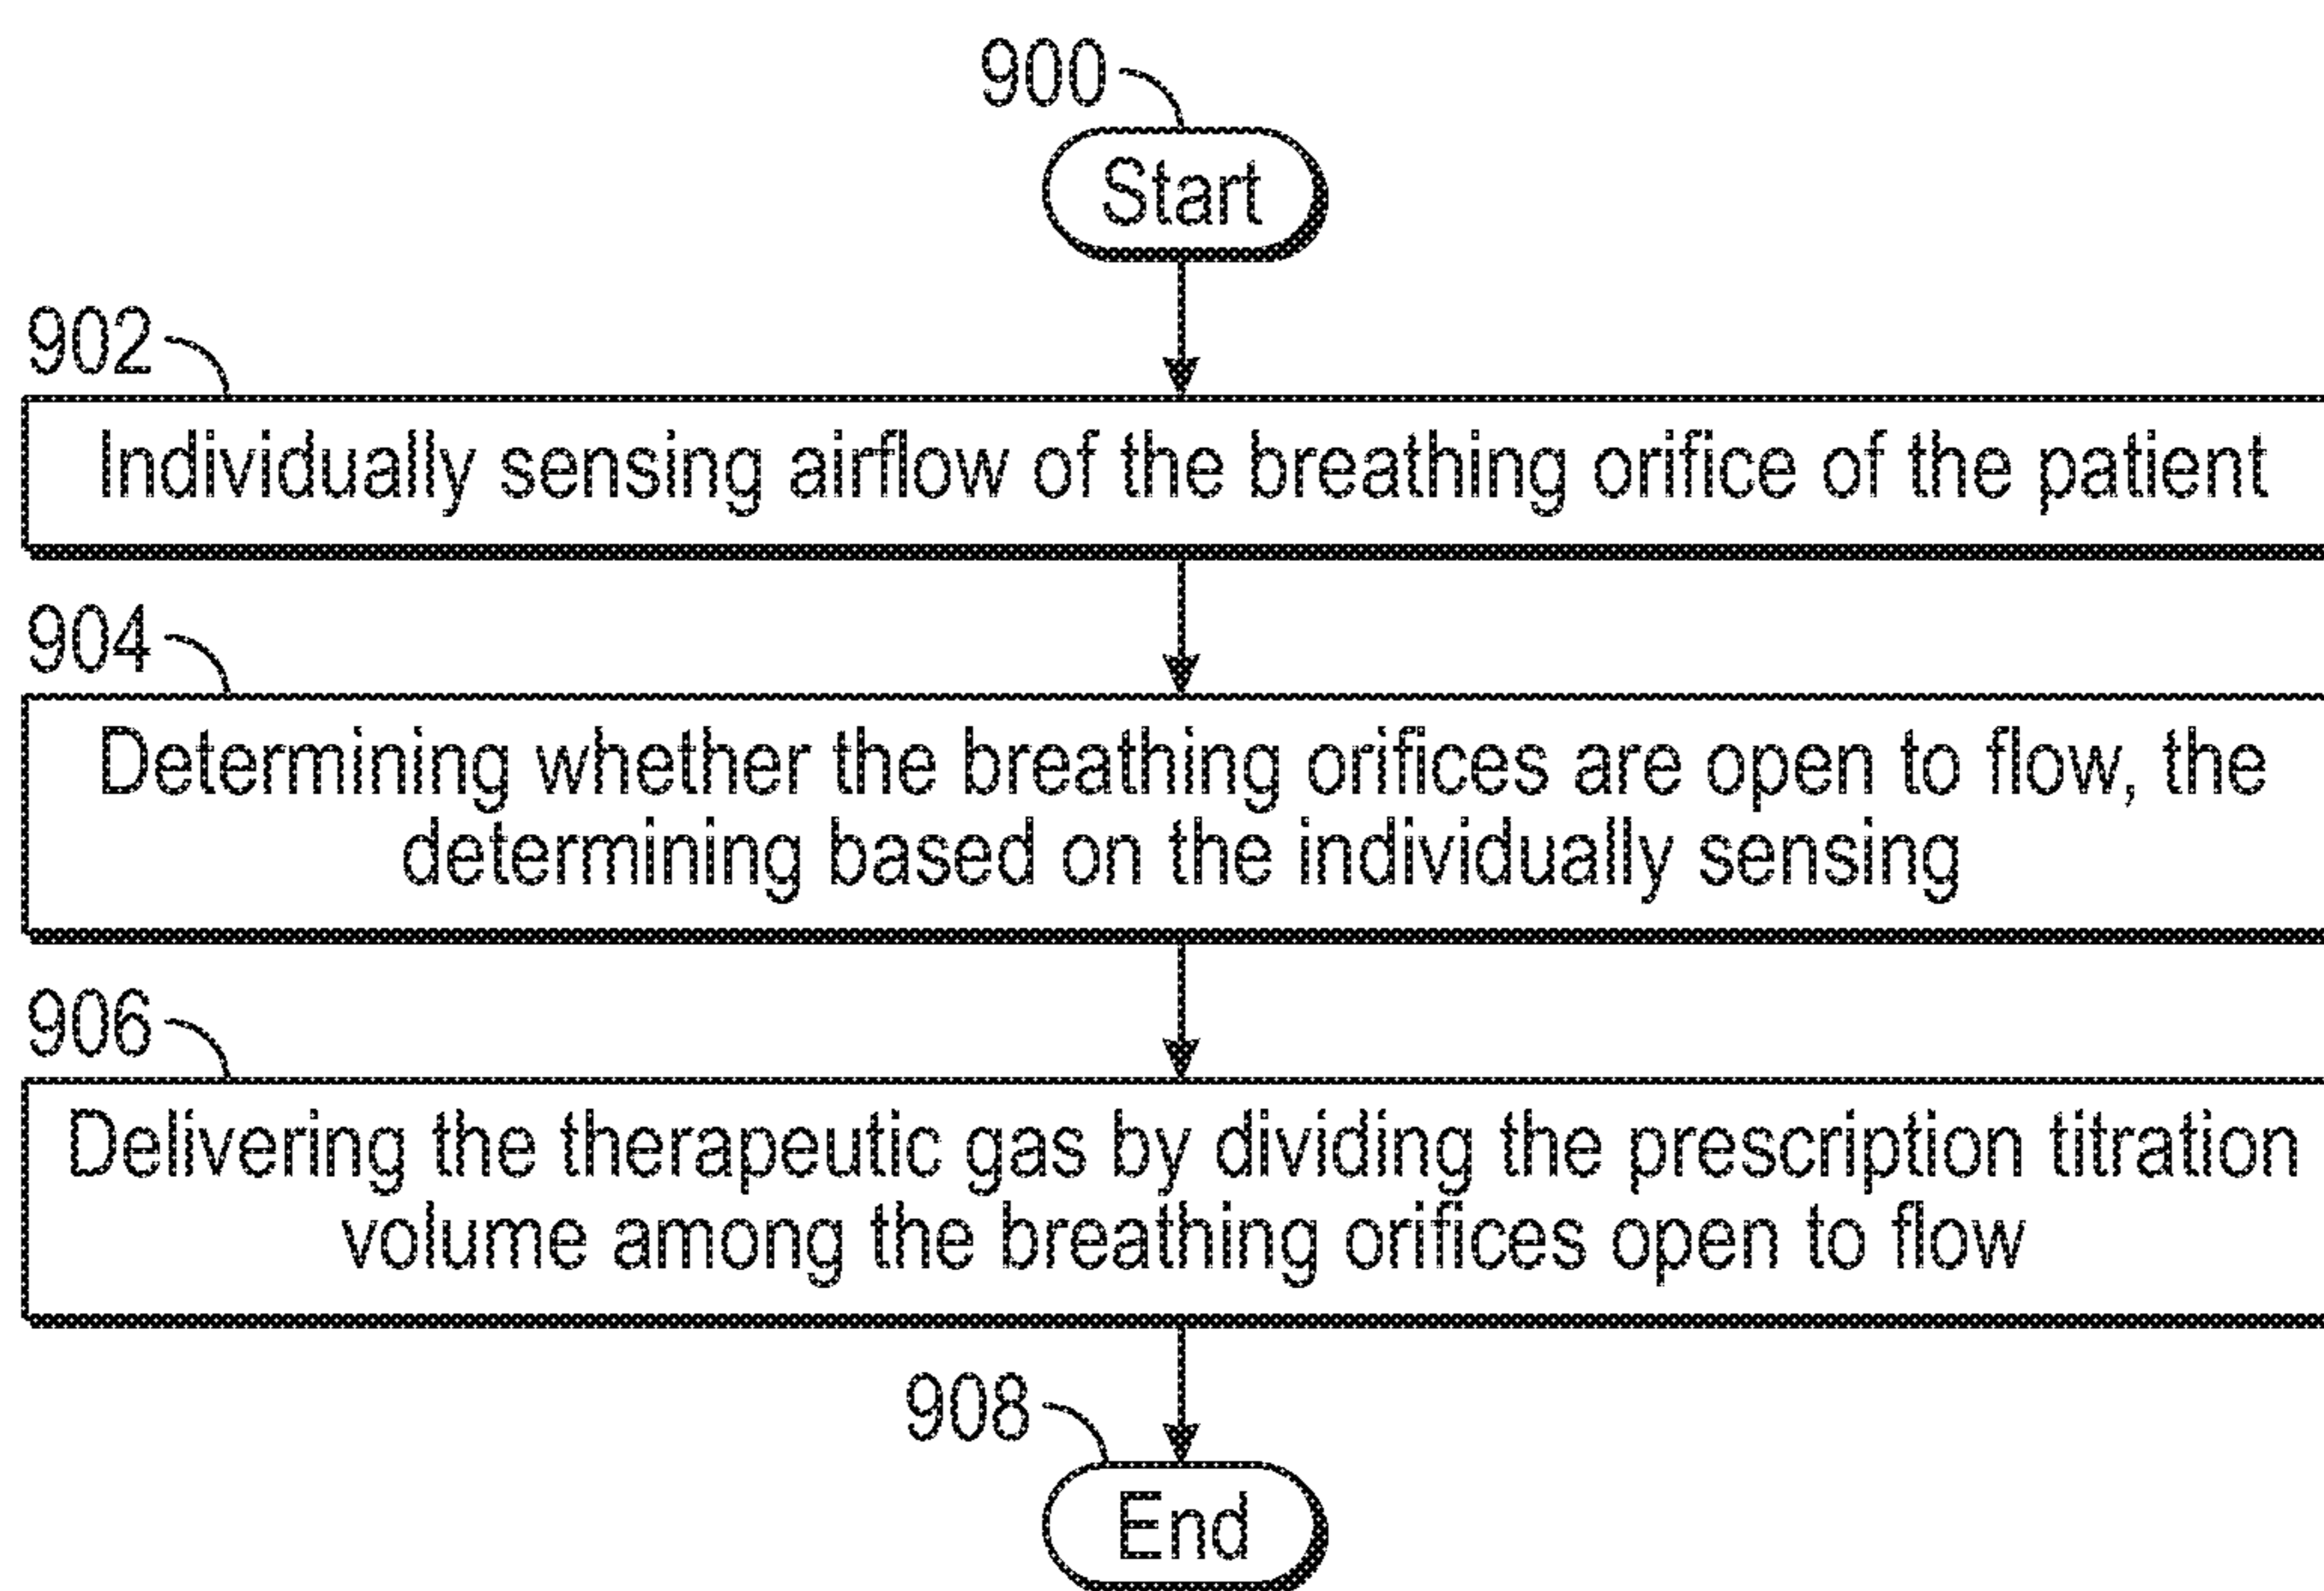 900
Start
902
Individually sensing airflow of the breathing orifice of the patient
904
Determining whether the breathing orifices are open to flow, the
determining based on the individually sensing
906
Delivering the therapeutic gas by dividing the prescription titration
volume among the breathing orifices open to flow
908
End